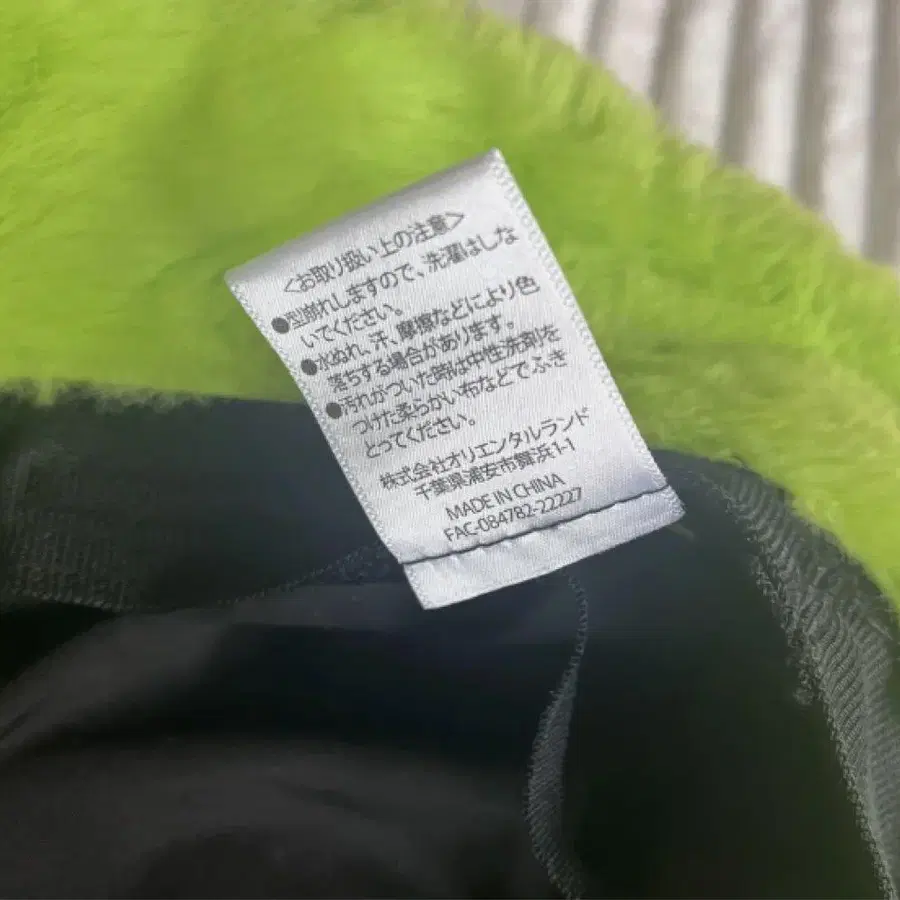 <お取り扱い上の注意>
●型崩れしますので、洗濯はしな
いでください。
●水ぬれ、汗、摩擦などにより色
落ちする場合があります。
●汚れがついた時は中性洗剤を
つけた柔らかい布などでふき
とってください。
株式会社オリエンタルランド
千葉県浦安市舞浜1-1
MADE IN CHINA
FAC-084782-22227